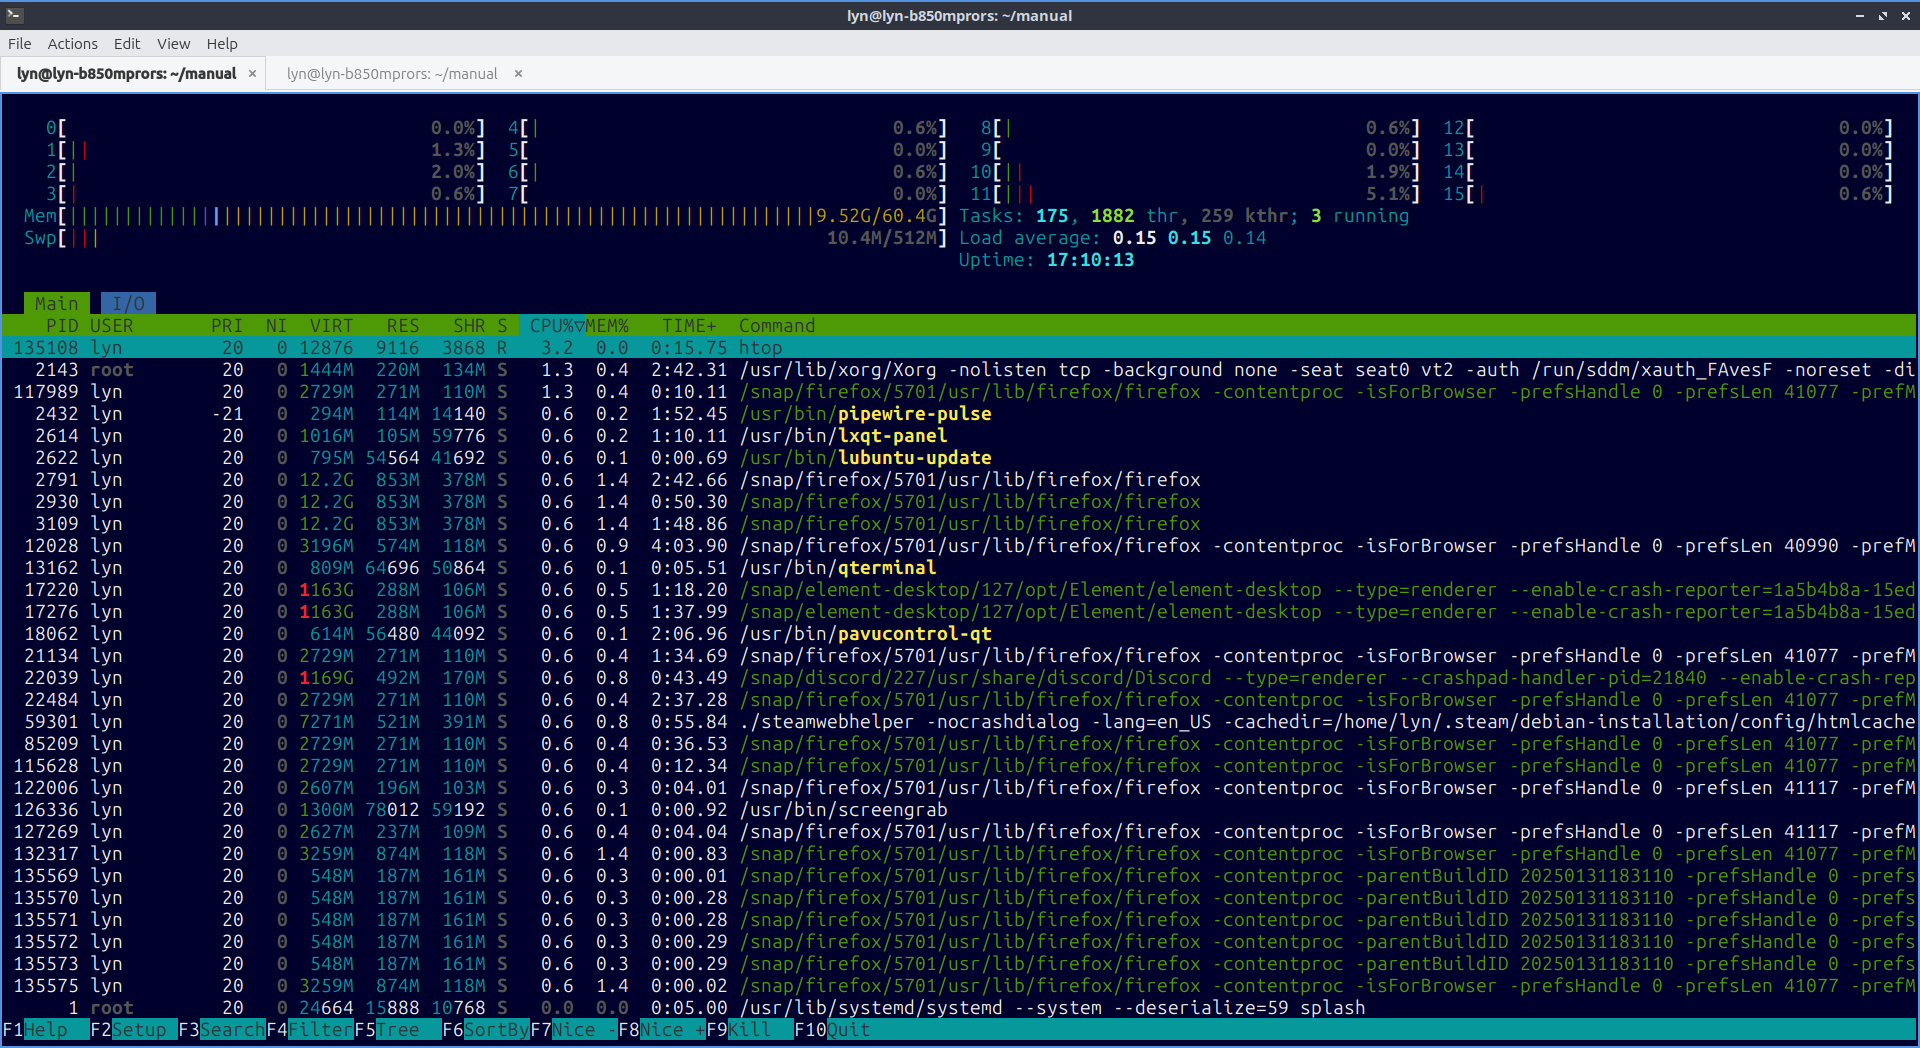 lyn@lyn-b850mprors: ~/manual
File Actions Edit View Help
lyn@lyn-b850mprors: ~/manual × lyn@lyn-b850mprors: ~/manual ×
0[ 0.0%] 4[| 0.6%] 8[| 0.6%] 12[ 0.0%]
1[|| 1.3%] 5[ 0.0%] 9[ 0.0%] 13[ 0.0%]
2[| 2.0%] 6[| 0.6%] 10[|| 1.9%] 14[ 0.0%]
3[| 0.6%] 7[ 0.0%] 11[||| 5.1%] 15[| 0.6%]
Mem[||||||||||||||||||||||||||||||||||||||||||||||||||||||||||||||||||||9.52G/60.4G] Tasks: 175, 1882 thr, 259 kthr; 3 running
Swp[||| 10.4M/512M] Load average: 0.15 0.15 0.14
Uptime: 17:10:13
Main I/O
PID USER PRI NI VIRT RES SHR S CPU%▽MEM% TIME+ Command
135108 lyn 20 0 12876 9116 3868 R 3.2 0.0 0:15.75 htop
2143 root 20 0 1444M 220M 134M S 1.3 0.4 2:42.31 /usr/lib/xorg/Xorg -nolisten tcp -background none -seat seat0 vt2 -auth /run/sddm/xauth_FAvesF -noreset -di
117989 lyn 20 0 2729M 271M 110M S 1.3 0.4 0:10.11 /snap/firefox/5701/usr/lib/firefox/firefox -contentproc -isForBrowser -prefsHandle 0 -prefsLen 41077 -prefM
2432 lyn -21 0 294M 114M 14140 S 0.6 0.2 1:52.45 /usr/bin/pipewire-pulse
2614 lyn 20 0 1016M 105M 59776 S 0.6 0.2 1:10.11 /usr/bin/lxqt-panel
2622 lyn 20 0 795M 54564 41692 S 0.6 0.1 0:00.69 /usr/bin/lubuntu-update
2791 lyn 20 0 12.2G 853M 378M S 0.6 1.4 2:42.66 /snap/firefox/5701/usr/lib/firefox/firefox
2930 lyn 20 0 12.2G 853M 378M S 0.6 1.4 0:50.30 /snap/firefox/5701/usr/lib/firefox/firefox
3109 lyn 20 0 12.2G 853M 378M S 0.6 1.4 1:48.86 /snap/firefox/5701/usr/lib/firefox/firefox
12028 lyn 20 0 3196M 574M 118M S 0.6 0.9 4:03.90 /snap/firefox/5701/usr/lib/firefox/firefox -contentproc -isForBrowser -prefsHandle 0 -prefsLen 40990 -prefM
13162 lyn 20 0 809M 64696 50864 S 0.6 0.1 0:05.51 /usr/bin/qterminal
17220 lyn 20 0 1163G 288M 106M S 0.6 0.5 1:18.20 /snap/element-desktop/127/opt/Element/element-desktop --type=renderer --enable-crash-reporter=1a5b4b8a-15ed
17276 lyn 20 0 1163G 288M 106M S 0.6 0.5 1:37.99 /snap/element-desktop/127/opt/Element/element-desktop --type=renderer --enable-crash-reporter=1a5b4b8a-15ed
18062 lyn 20 0 614M 56480 44092 S 0.6 0.1 2:06.96 /usr/bin/pavucontrol-qt
21134 lyn 20 0 2729M 271M 110M S 0.6 0.4 1:34.69 /snap/firefox/5701/usr/lib/firefox/firefox -contentproc -isForBrowser -prefsHandle 0 -prefsLen 41077 -prefM
22039 lyn 20 0 1169G 492M 170M S 0.6 0.8 0:43.49 /snap/discord/227/usr/share/discord/Discord --type=renderer --crashpad-handler-pid=21840 --enable-crash-rep
22484 lyn 20 0 2729M 271M 110M S 0.6 0.4 2:37.28 /snap/firefox/5701/usr/lib/firefox/firefox -contentproc -isForBrowser -prefsHandle 0 -prefsLen 41077 -prefM
59301 lyn 20 0 7271M 521M 391M S 0.6 0.8 0:55.84 ./steamwebhelper -nocrashdialog -lang=en_US -cachedir=/home/lyn/.steam/debian-installation/config/htmlcache
85209 lyn 20 0 2729M 271M 110M S 0.6 0.4 0:36.53 /snap/firefox/5701/usr/lib/firefox/firefox -contentproc -isForBrowser -prefsHandle 0 -prefsLen 41077 -prefM
115628 lyn 20 0 2729M 271M 110M S 0.6 0.4 0:12.34 /snap/firefox/5701/usr/lib/firefox/firefox -contentproc -isForBrowser -prefsHandle 0 -prefsLen 41077 -prefM
122006 lyn 20 0 2607M 196M 103M S 0.6 0.3 0:04.01 /snap/firefox/5701/usr/lib/firefox/firefox -contentproc -isForBrowser -prefsHandle 0 -prefsLen 41117 -prefM
126336 lyn 20 0 1300M 78012 59192 S 0.6 0.1 0:00.92 /usr/bin/screengrab
127269 lyn 20 0 2627M 237M 109M S 0.6 0.4 0:04.04 /snap/firefox/5701/usr/lib/firefox/firefox -contentproc -isForBrowser -prefsHandle 0 -prefsLen 41117 -prefM
132317 lyn 20 0 3259M 874M 118M S 0.6 1.4 0:00.83 /snap/firefox/5701/usr/lib/firefox/firefox -contentproc -isForBrowser -prefsHandle 0 -prefsLen 41077 -prefM
135569 lyn 20 0 548M 187M 161M S 0.6 0.3 0:00.01 /snap/firefox/5701/usr/lib/firefox/firefox -contentproc -parentBuildID 20250131183110 -prefsHandle 0 -prefs
135570 lyn 20 0 548M 187M 161M S 0.6 0.3 0:00.28 /snap/firefox/5701/usr/lib/firefox/firefox -contentproc -parentBuildID 20250131183110 -prefsHandle 0 -prefs
135571 lyn 20 0 548M 187M 161M S 0.6 0.3 0:00.28 /snap/firefox/5701/usr/lib/firefox/firefox -contentproc -parentBuildID 20250131183110 -prefsHandle 0 -prefs
135572 lyn 20 0 548M 187M 161M S 0.6 0.3 0:00.29 /snap/firefox/5701/usr/lib/firefox/firefox -contentproc -parentBuildID 20250131183110 -prefsHandle 0 -prefs
135573 lyn 20 0 548M 187M 161M S 0.6 0.3 0:00.29 /snap/firefox/5701/usr/lib/firefox/firefox -contentproc -parentBuildID 20250131183110 -prefsHandle 0 -prefs
135575 lyn 20 0 3259M 874M 118M S 0.6 1.4 0:00.02 /snap/firefox/5701/usr/lib/firefox/firefox -contentproc -isForBrowser -prefsHandle 0 -prefsLen 41077 -prefM
1 root 20 0 24664 15888 10768 S 0.0 0.0 0:05.00 /usr/lib/systemd/systemd --system --deserialize=59 splash
F1Help F2Setup F3SearchF4FilterF5Tree F6SortByF7Nice -F8Nice +F9Kill F10Quit